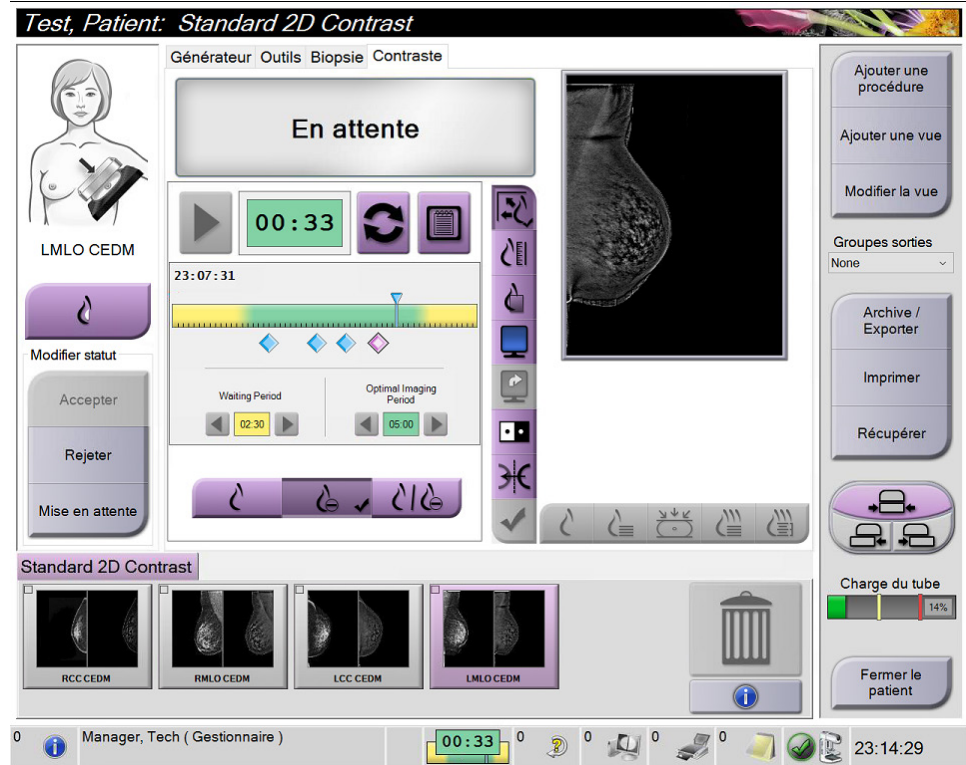 Test, Patient: Standard 2D Contrast
Générateur Outils Biopsie Contraste
En attente
LMLO CEDM
Modifier statut
Accepter
Rejeter
Mise en attente
00:33
23:07:31
Waiting Period
02:30
Optimal Imaging
Period
05:00
Ajouter une
procédure
Ajouter une vue
Modifier la vue
Groupes sorties
None
Archive /
Exporter
Imprimer
Récupérer
Charge du tube
14%
Fermer le
patient
Standard 2D Contrast
RCC CEDM
RMLO CEDM
LCC CEDM
LMLO CEDM
0
Manager, Tech ( Gestionnaire )
00:33
0
0
0
0
23:14:29